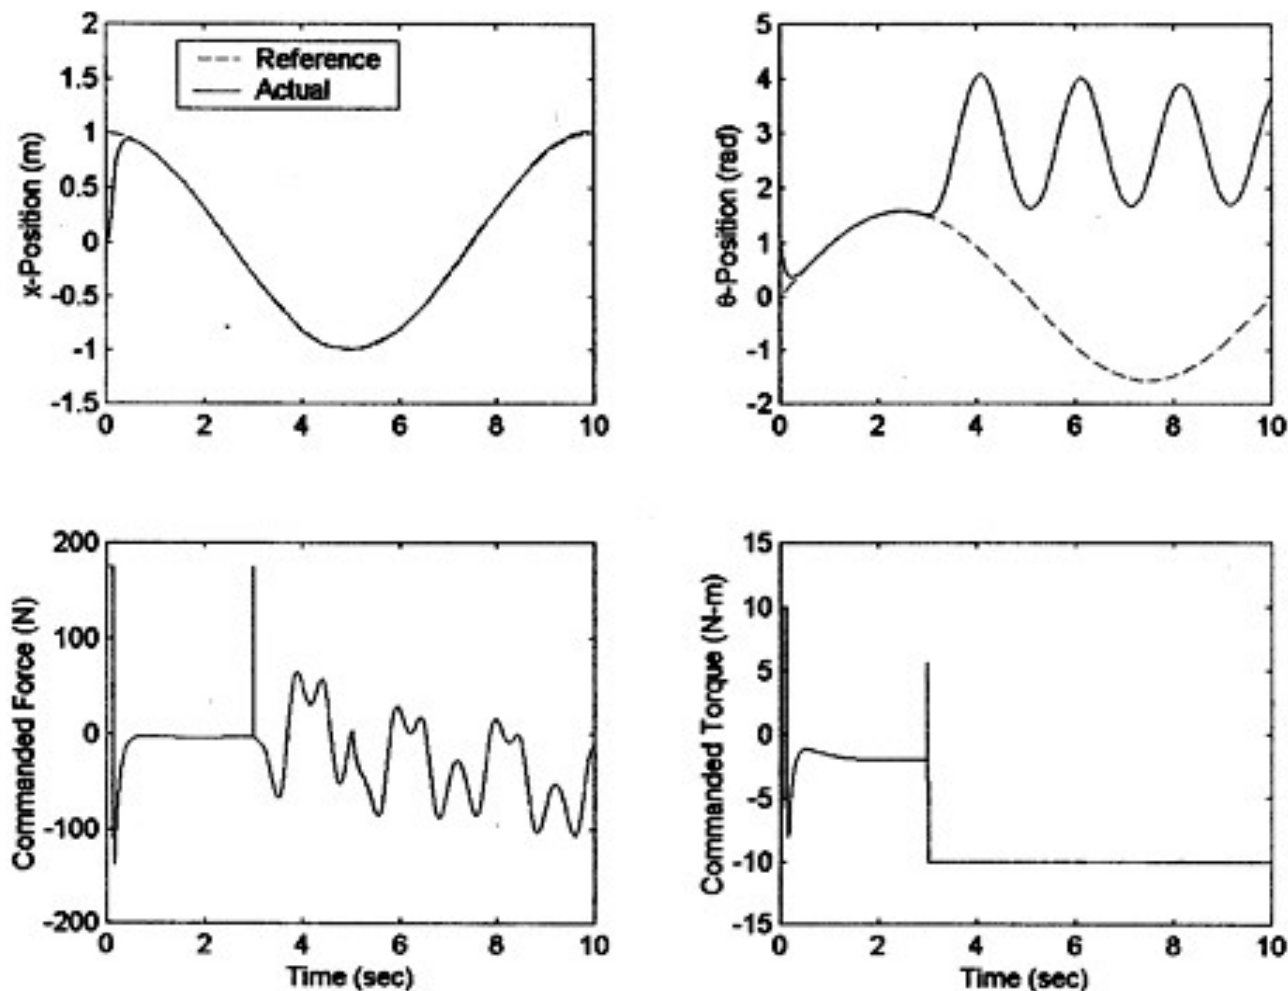 x-Position (m)
2
1.5
1
0.5
0
-0.5
-1
-1.5
Reference
Actual
0 2 4 6 8 10
θ-Position (rad)
5
4
3
2
1
0
-1
-2
0 2 4 6 8 10
Commanded Force (N)
200
100
0
-100
-200
0 2 4 6 8 10
Time (sec)
Commanded Torque (N-m)
15
10
5
0
-5
-10
-15
0 2 4 6 8 10
Time (sec)